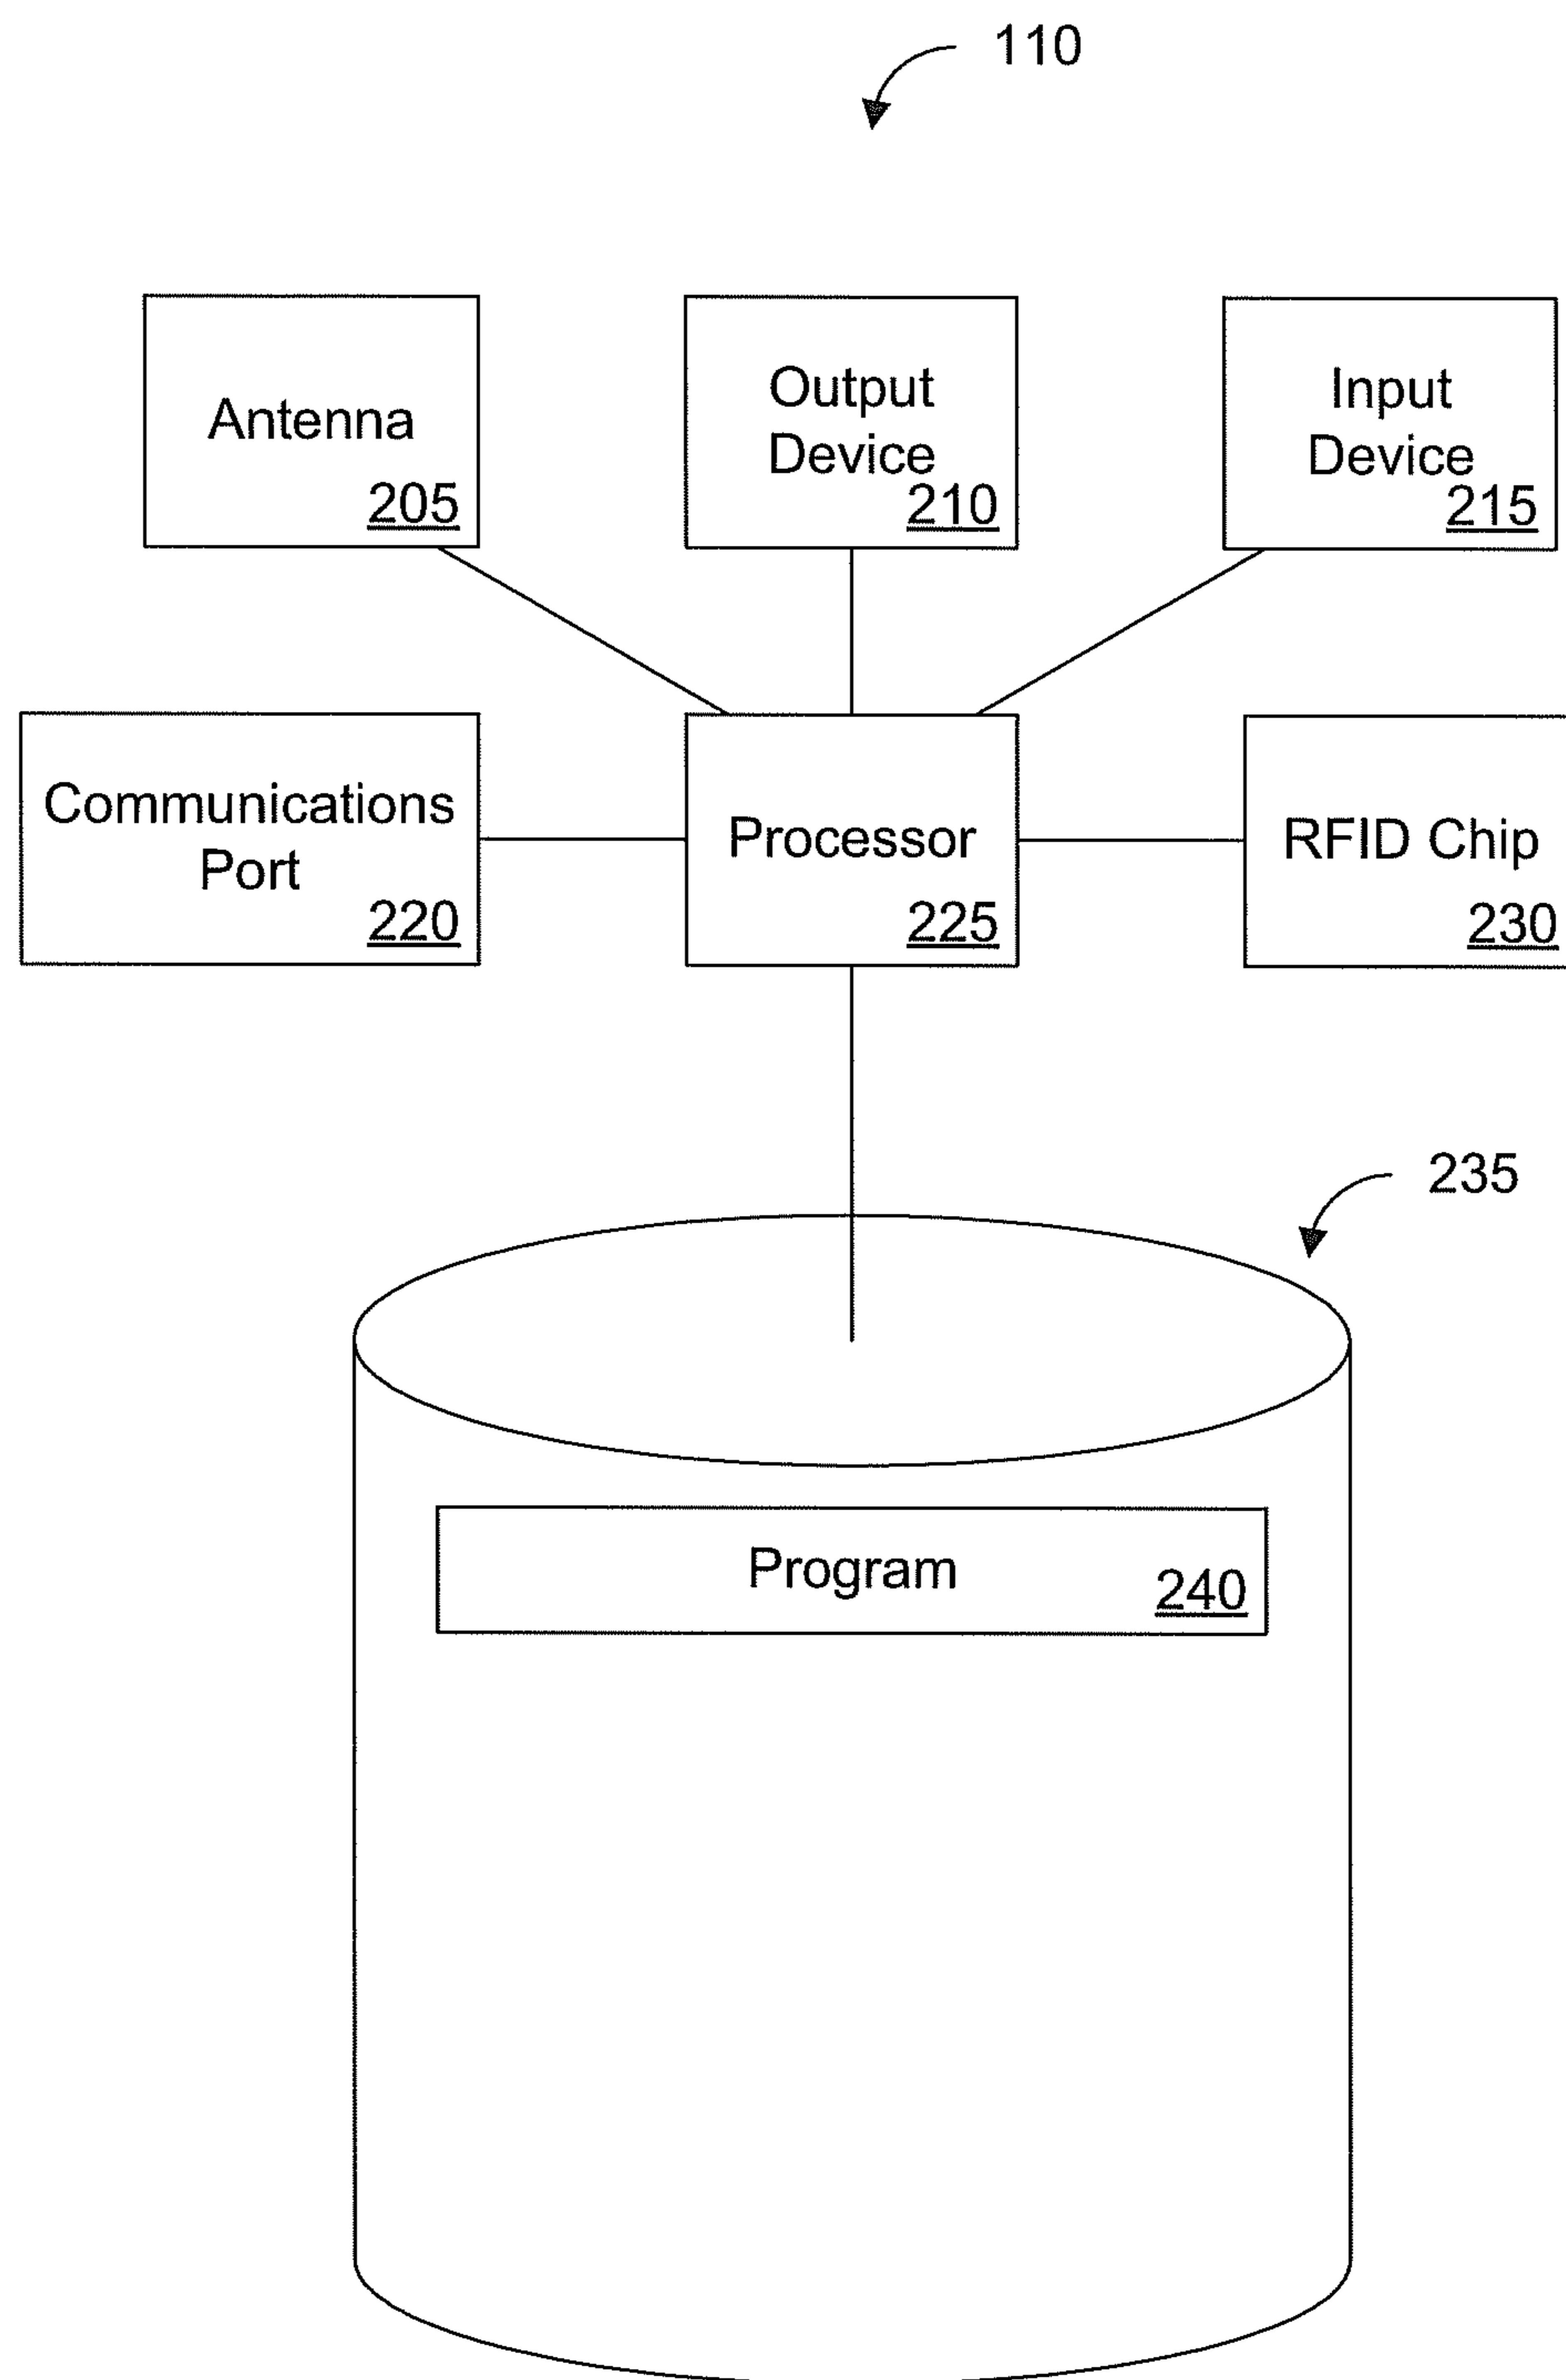 110
Antenna
205
Output
Device
210
Input
Device
215
Communications
Port
220
Processor
225
RFID Chip
230
235
Program
240